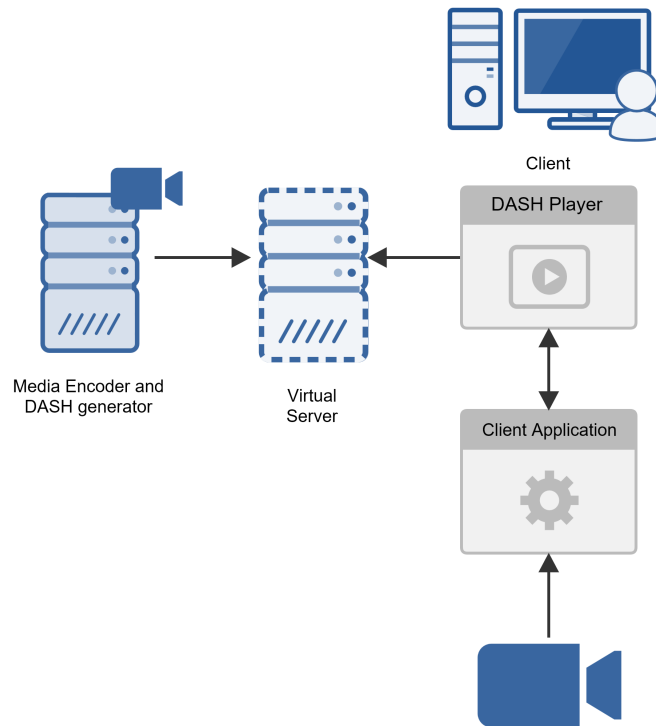 Client
DASH Player
Media Encoder and
DASH generator
Virtual
Server
Client Application